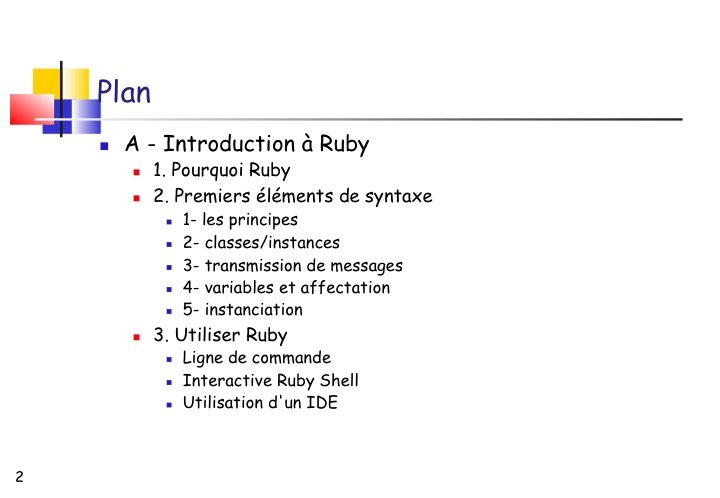 Plan
A - Introduction à Ruby
1. Pourquoi Ruby
2. Premiers éléments de syntaxe
1- les principes
2- classes/instances
3- transmission de messages
4- variables et affectation
5- instanciation
3. Utiliser Ruby
Ligne de commande
Interactive Ruby Shell
Utilisation d'un IDE
2